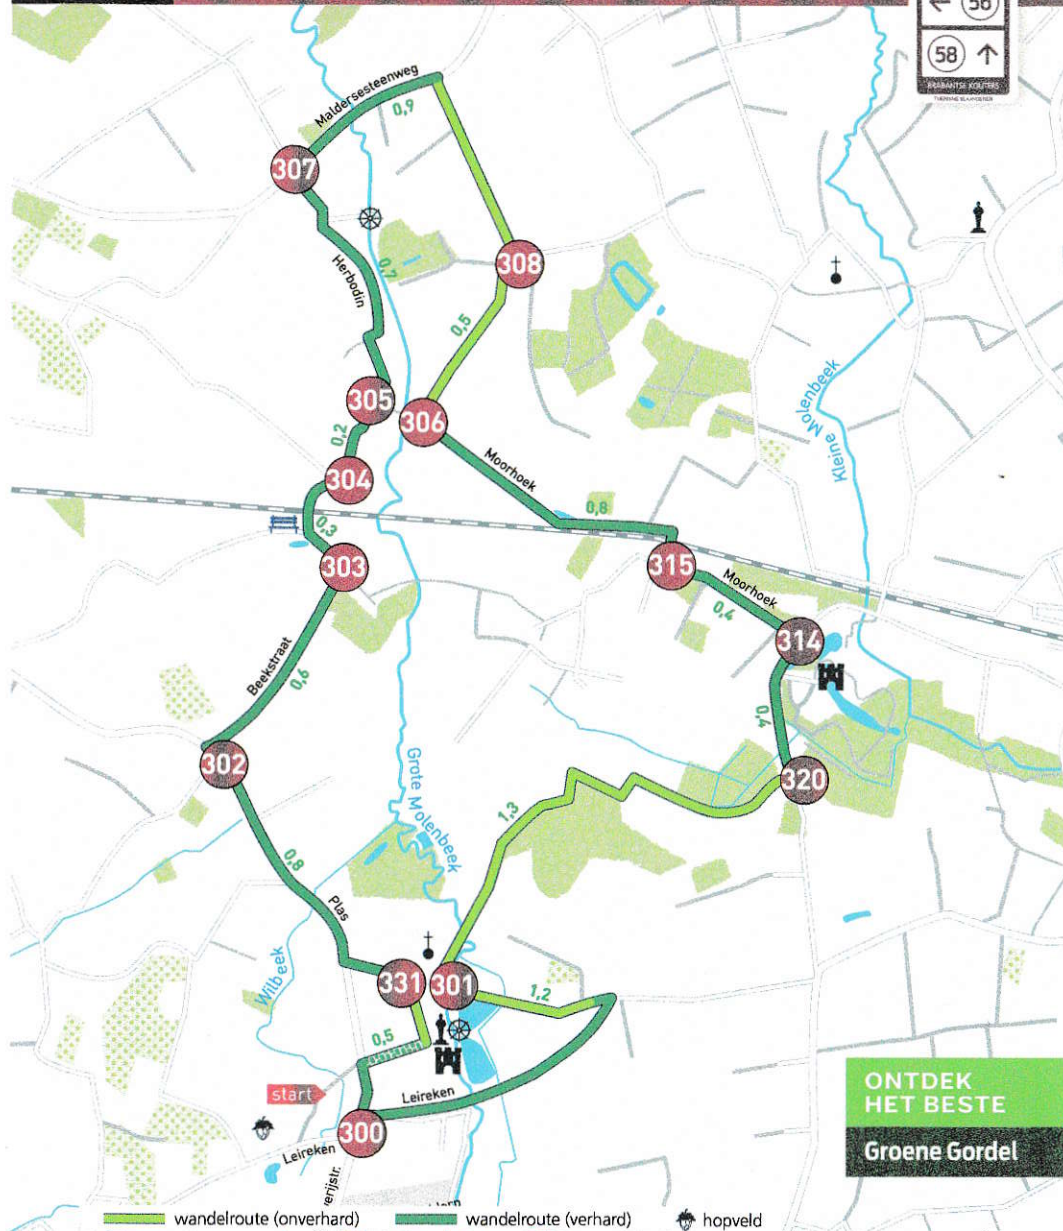 56
58
BRABANTSE KOUTERS
Maldersesteenweg
0,9
307
308
Herbodin
0,7
0,5
305
306
0,2
304
Moorhoek
0,8
Kleine Molenbeek
0,3
303
315
Moorhoek
0,4
314
Beekstraat
0,6
0,4
302
320
Grote Molenbeek
1,3
0,8
Plas
331
301
1,2
Wilbeek
0,5
start
Leireken
300
Leireken
erijstr.
ONTDEK
HET BESTE
Groene Gordel
wandelroute (onverhard) wandelroute (verhard) hopveld